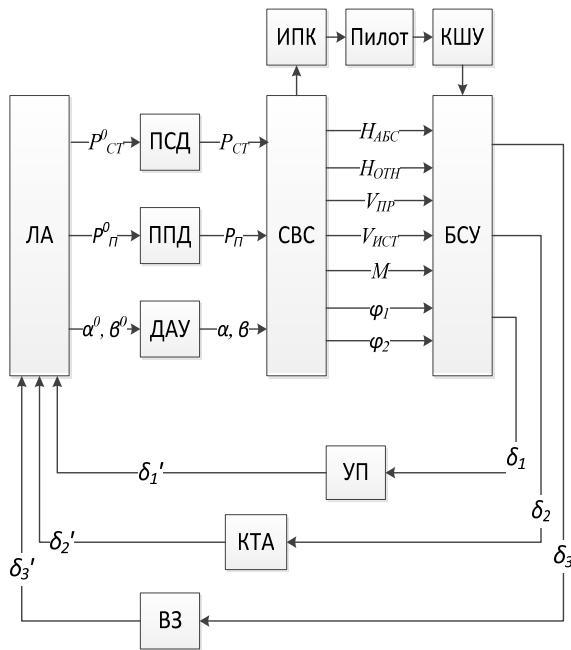 ИПК
Пилот
КШУ
ЛА
P⁰СТ
ПСД
PСТ
P⁰П
ППД
PП
α⁰, в⁰
ДАУ
α, в
СВС
HАБС
HОТН
VПР
VИСТ
M
φ1
φ2
БСУ
δ1'
УП
δ1
δ2'
КТА
δ2
δ3'
ВЗ
δ3